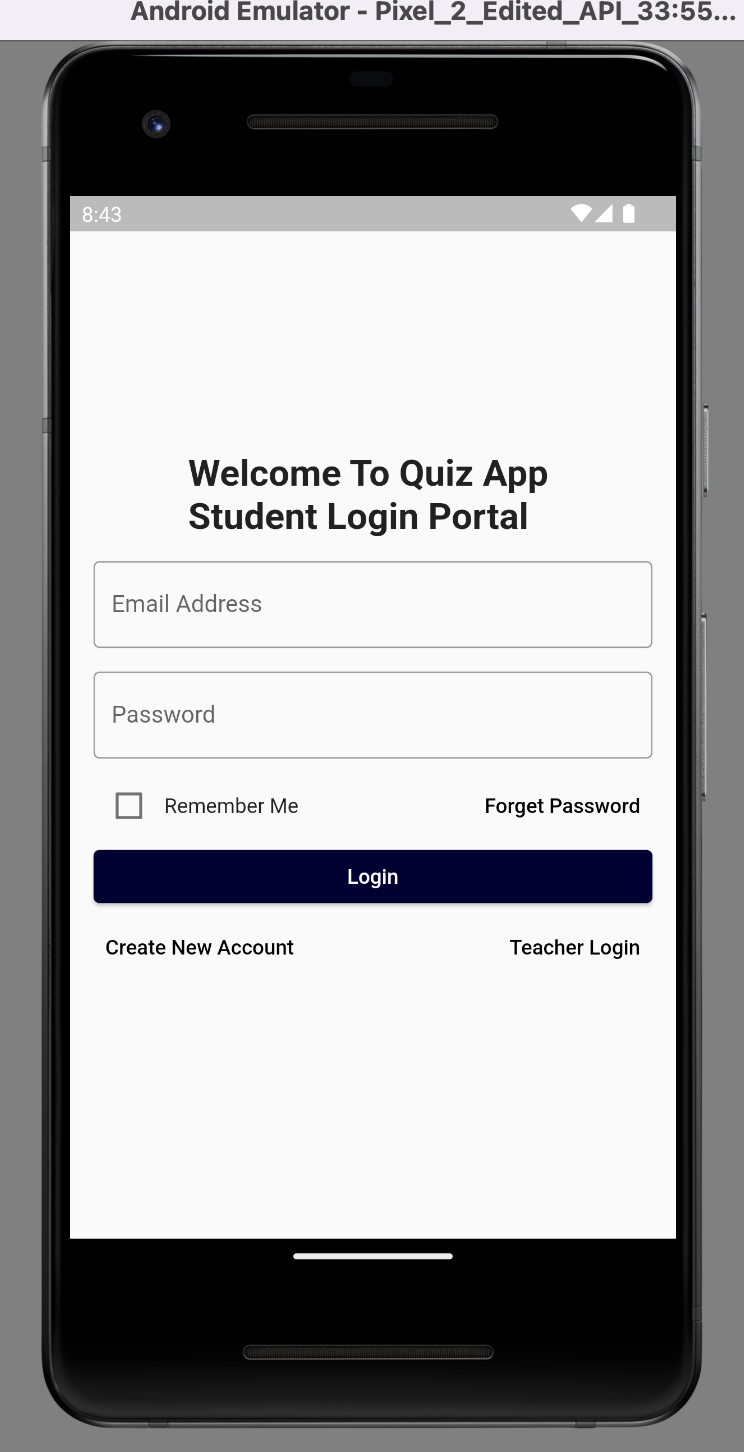 Android Emulator - Pixel_2_Edited_API_33:55...
8:43
Welcome To Quiz App
Student Login Portal
Email Address
Password
Remember Me
Forget Password
Login
Create New Account
Teacher Login